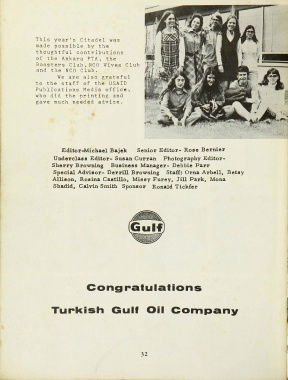 This year's Citadel was
made possible by the
thoughtful contributions
of the Ankara PTA, the
Boosters Club, NCO Wives Club
and the NCO Club.
We are also grateful
to the staff of the USAID
Publications Media office,
who did the printing and
gave much needed advice.
Editor-Michael Bajek Senior Editor- Rose Bernier
Underclass Editor- Susan Curran Photography Editor-
Sherry Browning Business Manager- Debbie Parr
Special Advisor- Derrill Browning Staff: Orna Arbell, Betsy
Allison, Rosina Castillo, Missy Furey, Jill Park, Mona
Shadid, Calvin Smith Sponsor Ronald Tickfer
Gulf
Congratulations
Turkish Gulf Oil Company
52